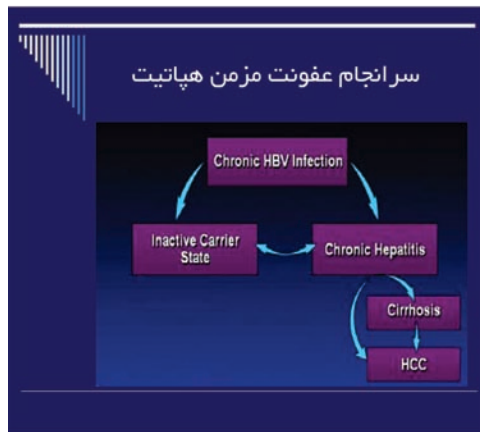 سرانجام عفونت مزمن هپاتیت
Chronic HBV Infection
Inactive Carrier
State
Chronic Hepatitis
Cirrhosis
HCC